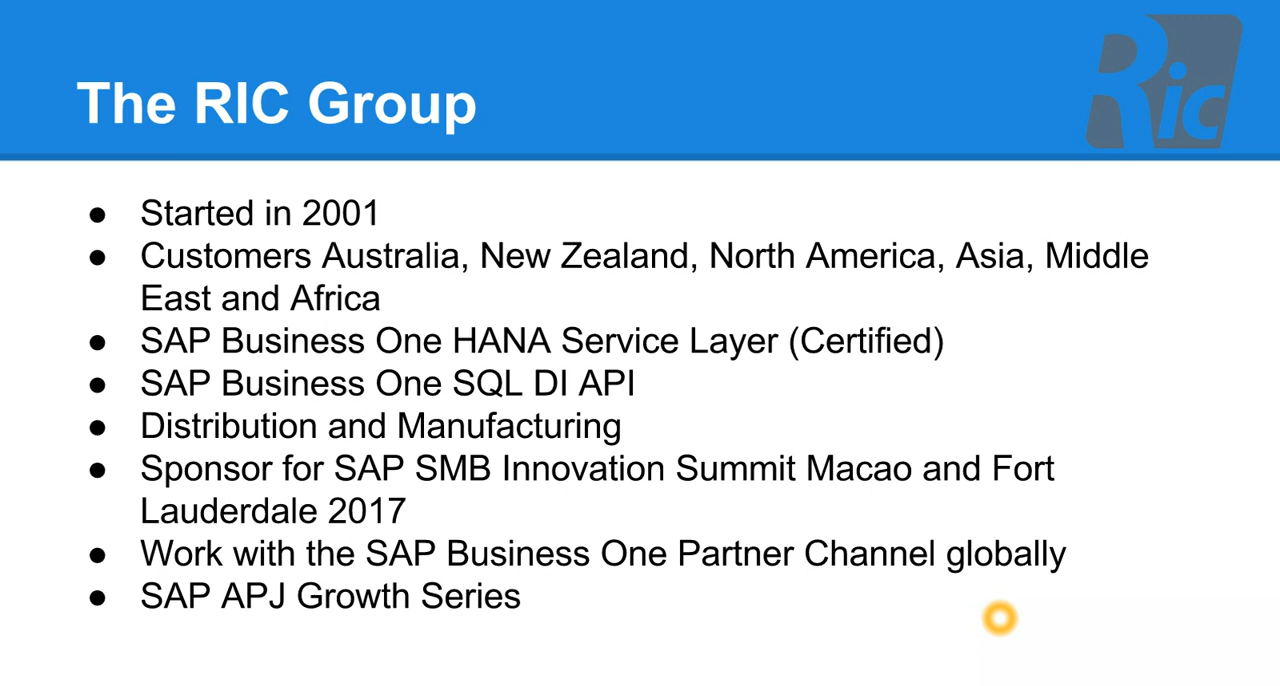 The RIC Group
Ric
● Started in 2001
● Customers Australia, New Zealand, North America, Asia, Middle
East and Africa
● SAP Business One HANA Service Layer (Certified)
● SAP Business One SQL DI API
● Distribution and Manufacturing
● Sponsor for SAP SMB Innovation Summit Macao and Fort
Lauderdale 2017
● Work with the SAP Business One Partner Channel globally
● SAP APJ Growth Series